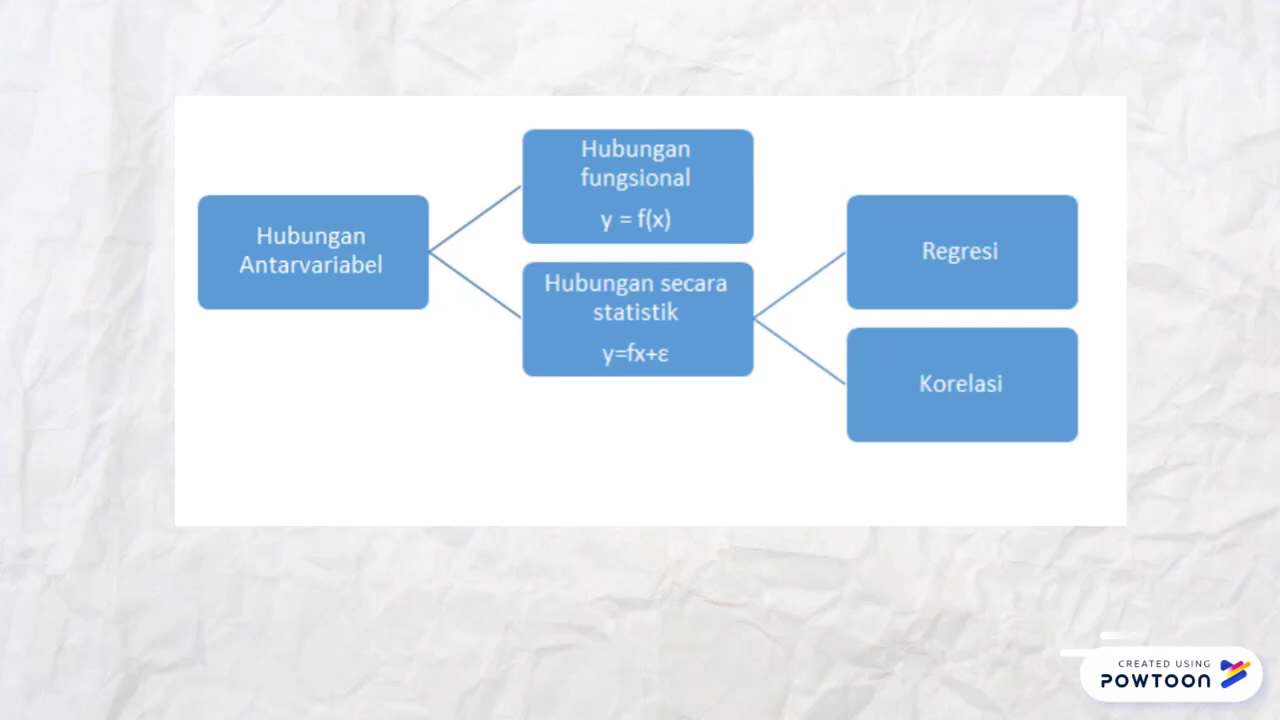 Hubungan
Antarvariabel
Hubungan
fungsional
y = f(x)
Hubungan secara
statistik
y=fx+ε
Regresi
Korelasi
CREATED USING
POWTOON